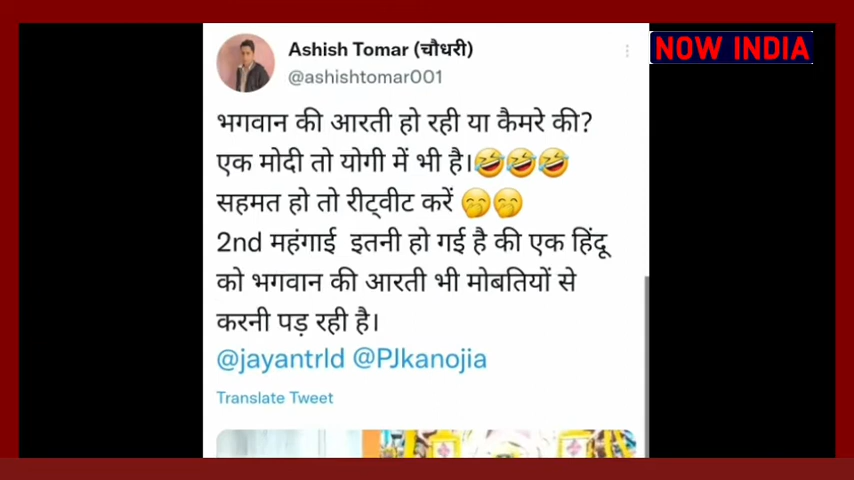 Ashish Tomar (चौधरी)
@ashishtomar001
NOW INDIA
भगवान की आरती हो रही या कैमरे की?
एक मोदी तो योगी में भी है।🤣🤣🤣
सहमत हो तो रीट्वीट करें 🤭🤭
2nd महंगाई इतनी हो गई है की एक हिंदू
को भगवान की आरती भी मोबतियों से
करनी पड़ रही है।
@jayantrld @PJkanojia
Translate Tweet